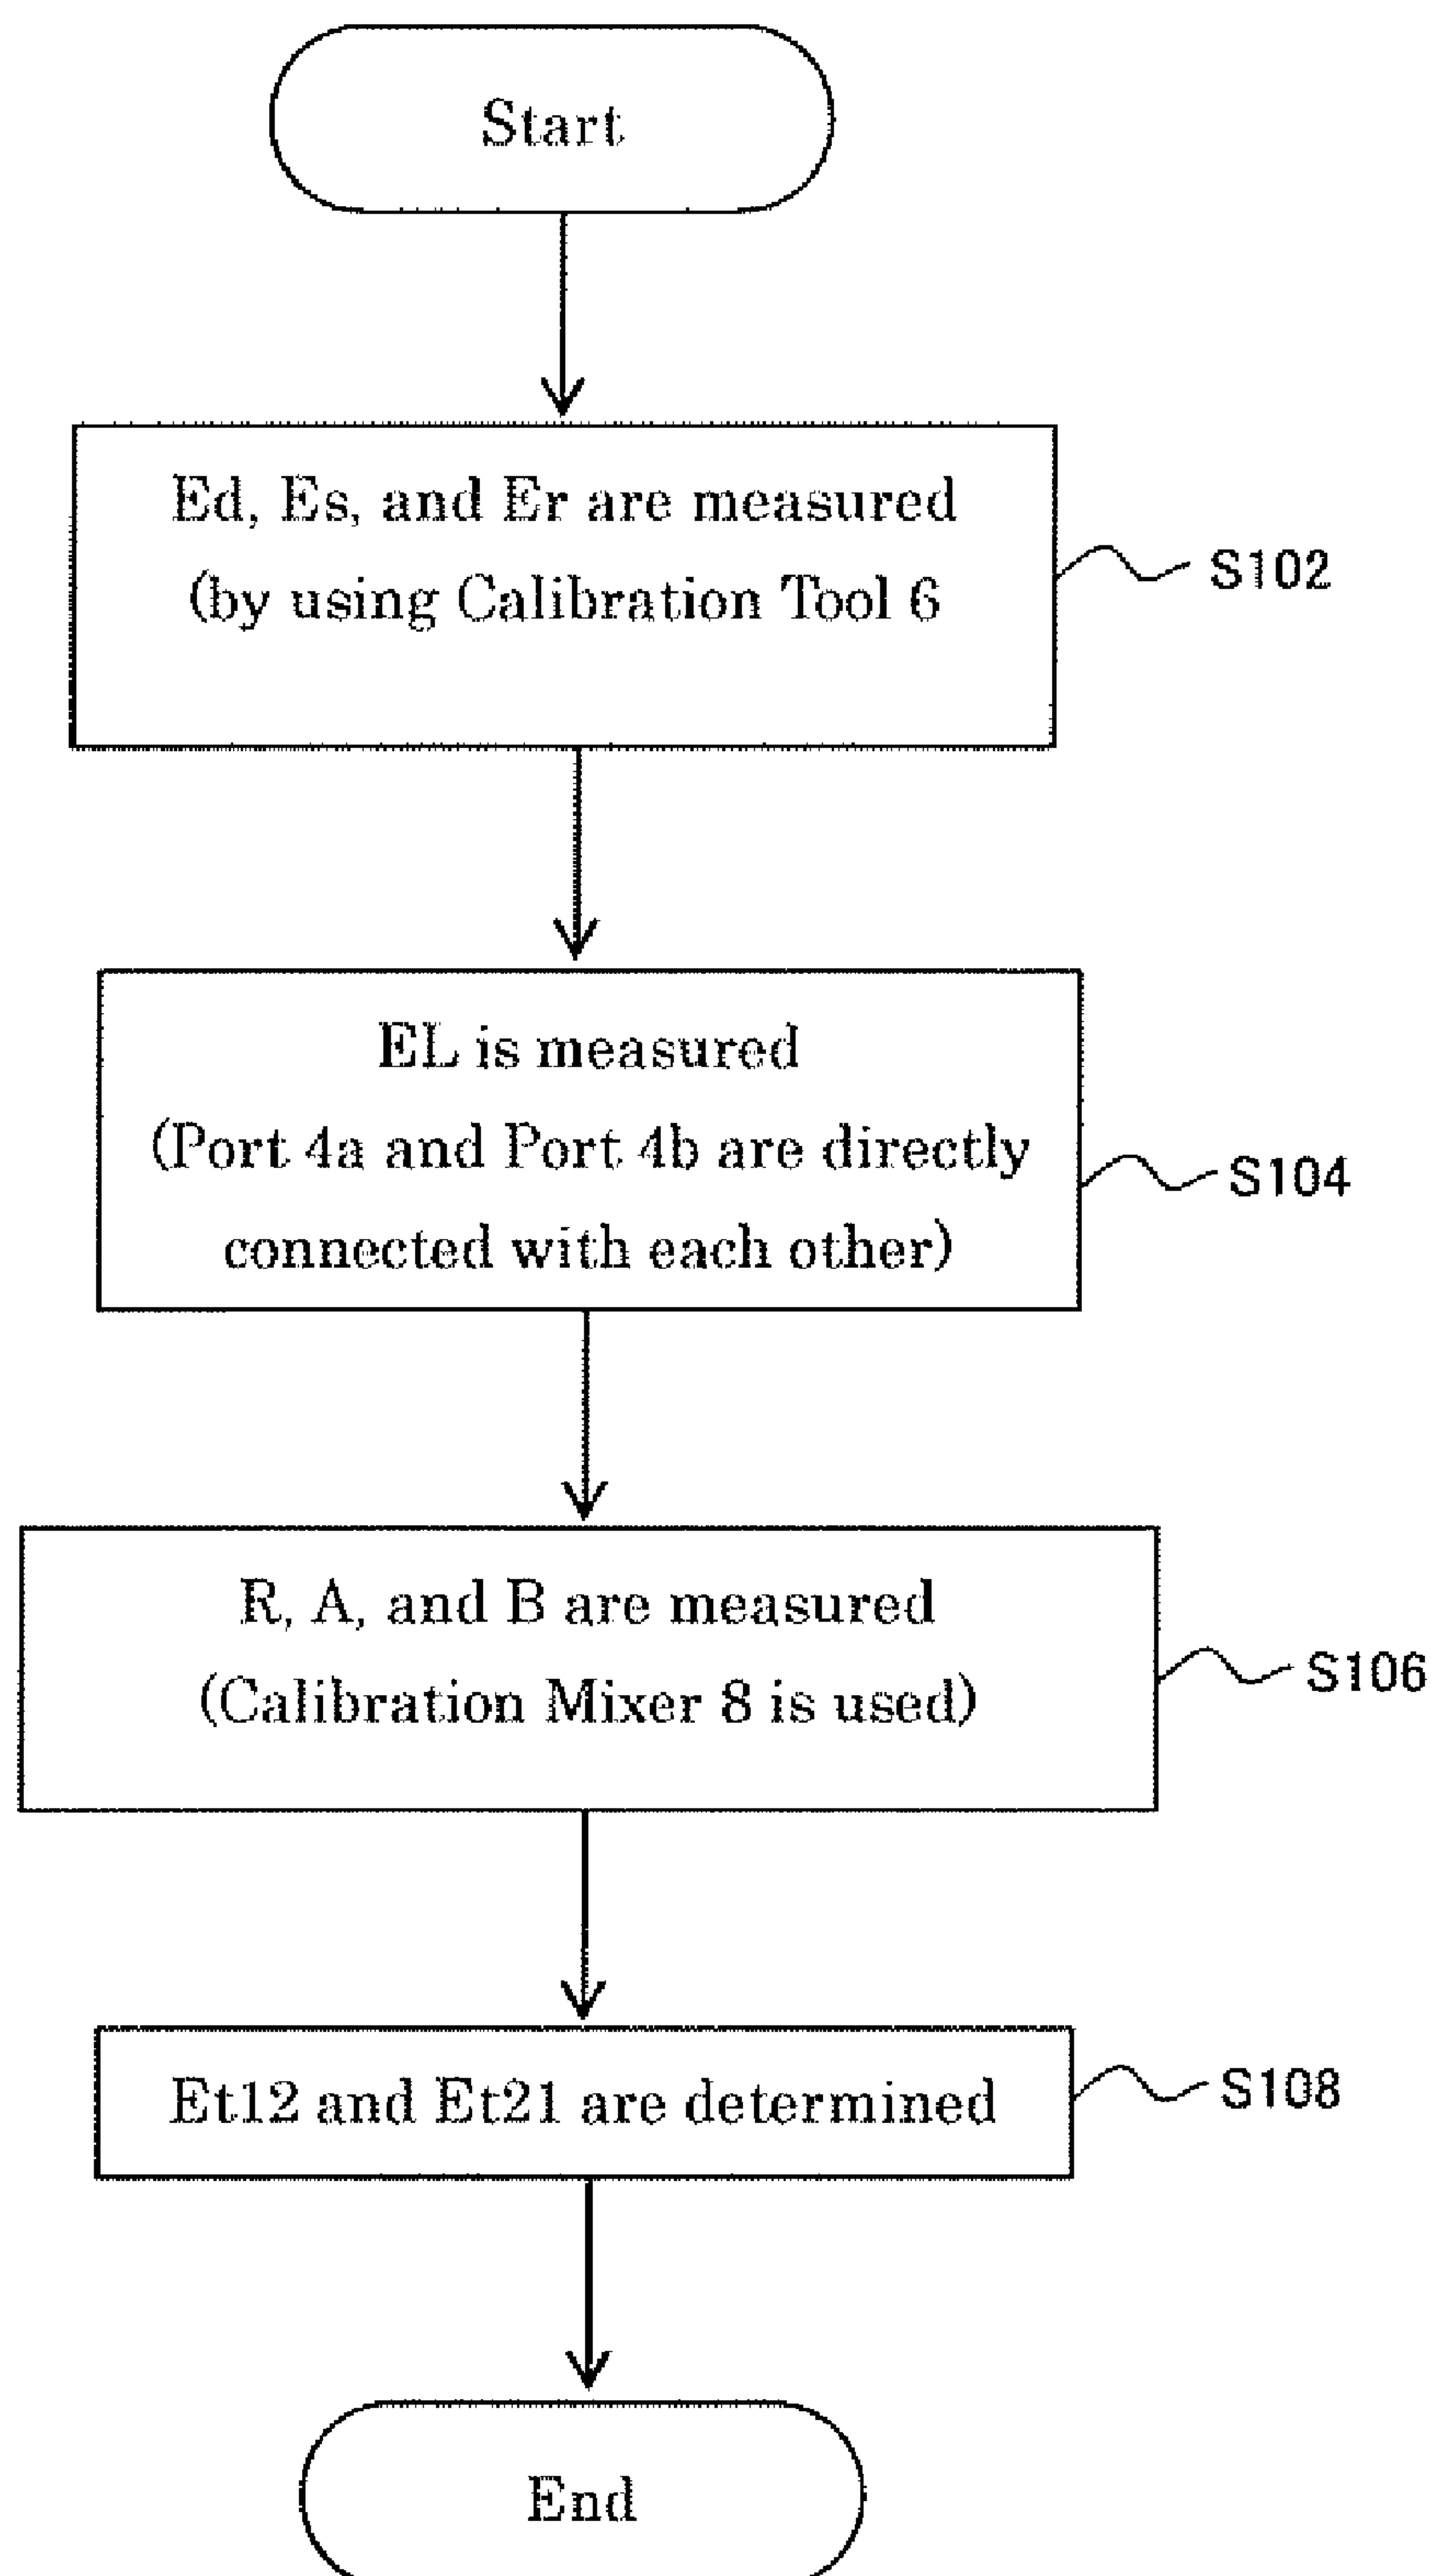 Start
Ed, Es, and Er are measured
(by using Calibration Tool 6
S102
EL is measured
(Port 4a and Port 4b are directly
connected with each other)
S104
R, A, and B are measured
(Calibration Mixer 8 is used)
S106
Et12 and Et21 are determined
S108
End